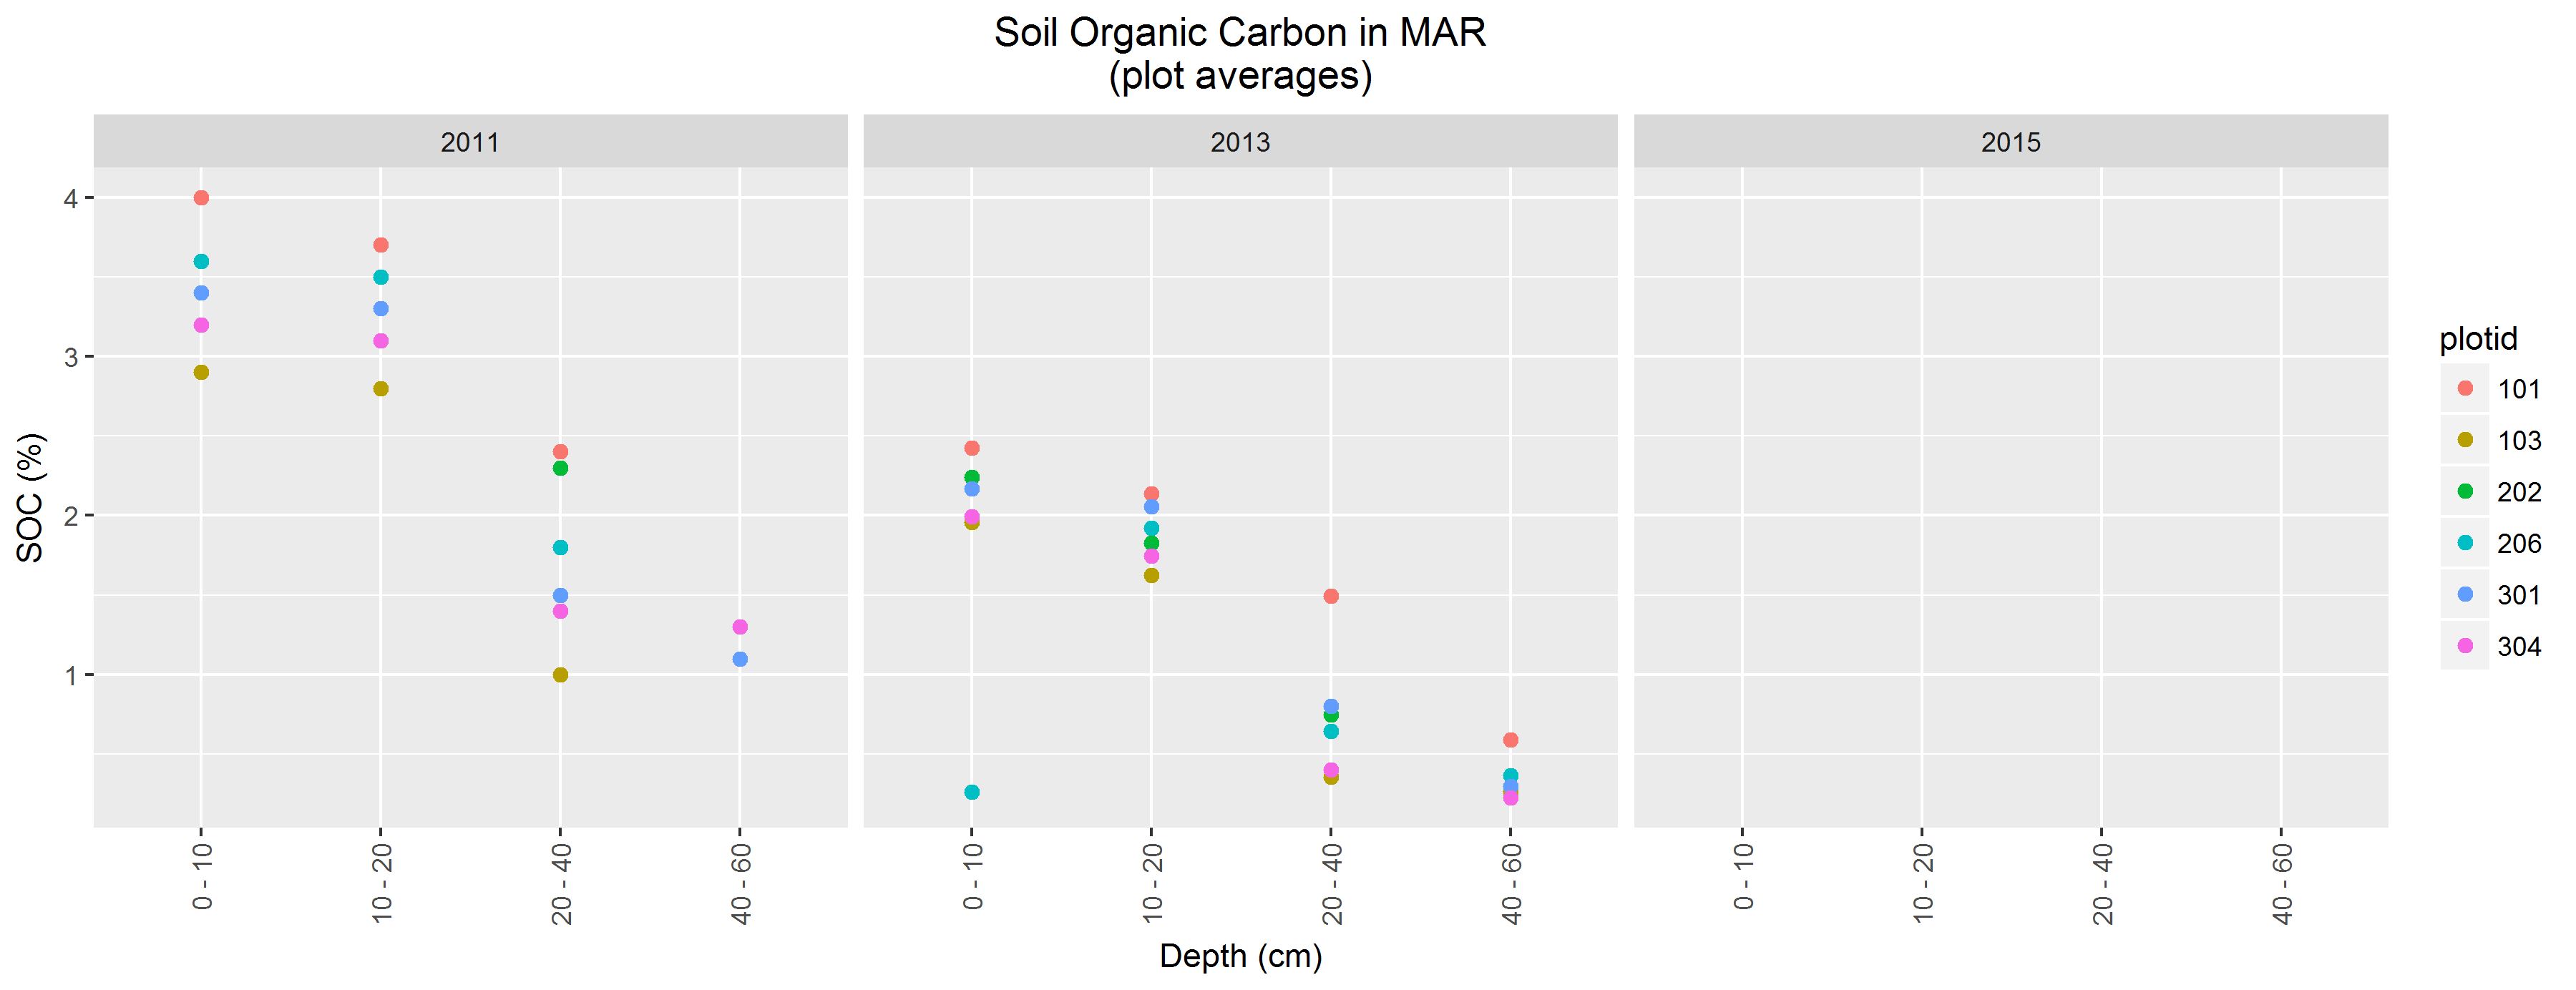 Soil Organic Carbon in MAR
(plot averages)
2011
2013
2015
SOC (%)
4
3
2
1
0 - 10
10 - 20
20 - 40
40 - 60
0 - 10
10 - 20
20 - 40
40 - 60
0 - 10
10 - 20
20 - 40
40 - 60
Depth (cm)
plotid
101
103
202
206
301
304